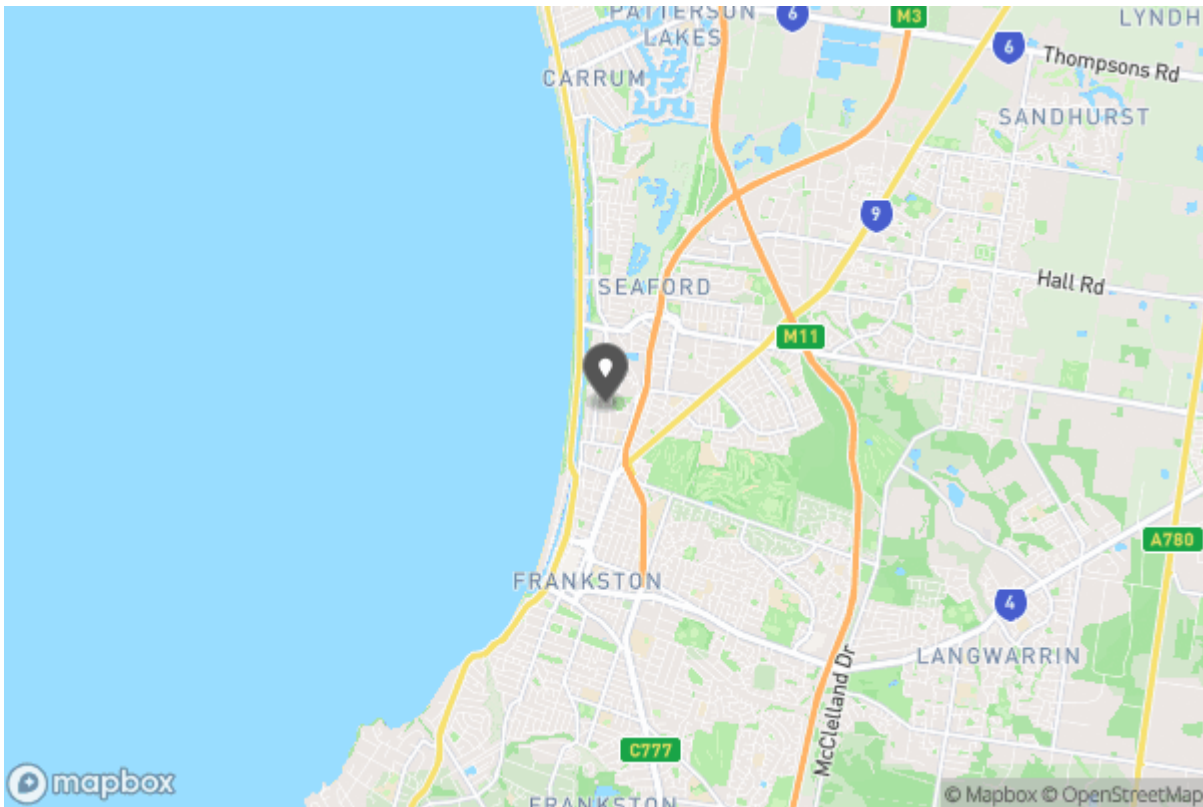 PATTERSON
LAKES
6
M3
LYNDH
6
Thompsons Rd
CARRUM
SANDHURST
9
SEAFORD
Hall Rd
M11
A780
FRANKSTON
4
LANGWARRIN
McClelland Dr
C777
mapbox
© Mapbox © OpenStreetMap
FRANKSTON